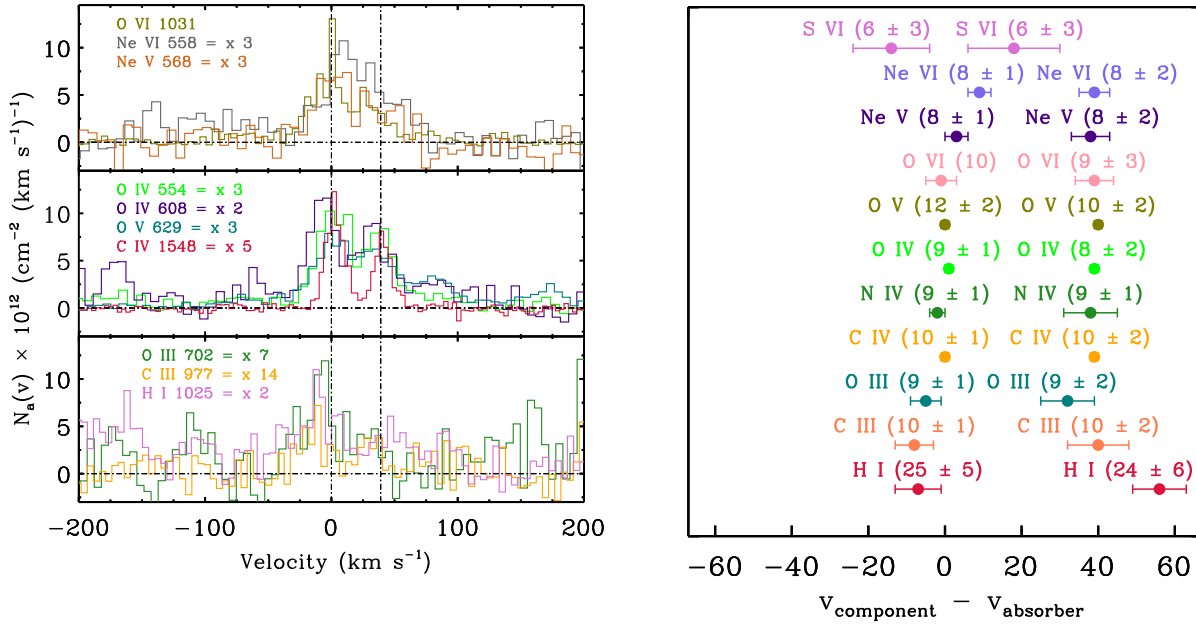 O VI 1031
Ne VI 558 = x 3
Ne V 568 = x 3
10
5
0
O IV 554 = x 3
O IV 608 = x 2
O V 629 = x 3
C IV 1548 = x 5
10
5
0
O III 702 = x 7
C III 977 = x 14
H I 1025 = x 2
10
5
0
−200 −100 0 100 200
Velocity (km s⁻¹)
Nₐ(v) × 10¹² (cm⁻² (km s⁻¹)⁻¹)
S VI (6 ± 3) S VI (6 ± 3)
Ne VI (8 ± 1) Ne VI (8 ± 2)
Ne V (8 ± 1) Ne V (8 ± 2)
O VI (10) O VI (9 ± 3)
O V (12 ± 2) O V (10 ± 2)
O IV (9 ± 1) O IV (8 ± 2)
N IV (9 ± 1) N IV (9 ± 1)
C IV (10 ± 1) C IV (10 ± 2)
O III (9 ± 1) O III (9 ± 2)
C III (10 ± 1) C III (10 ± 2)
H I (25 ± 5) H I (24 ± 6)
−60 −40 −20 0 20 40 60
v component − v absorber